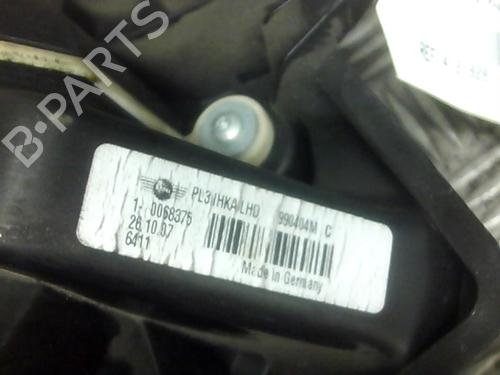 B-PARTS
PL3 IHKA LHD 990404M C
1- 0068375
26.10.07
6411
Made in Germany